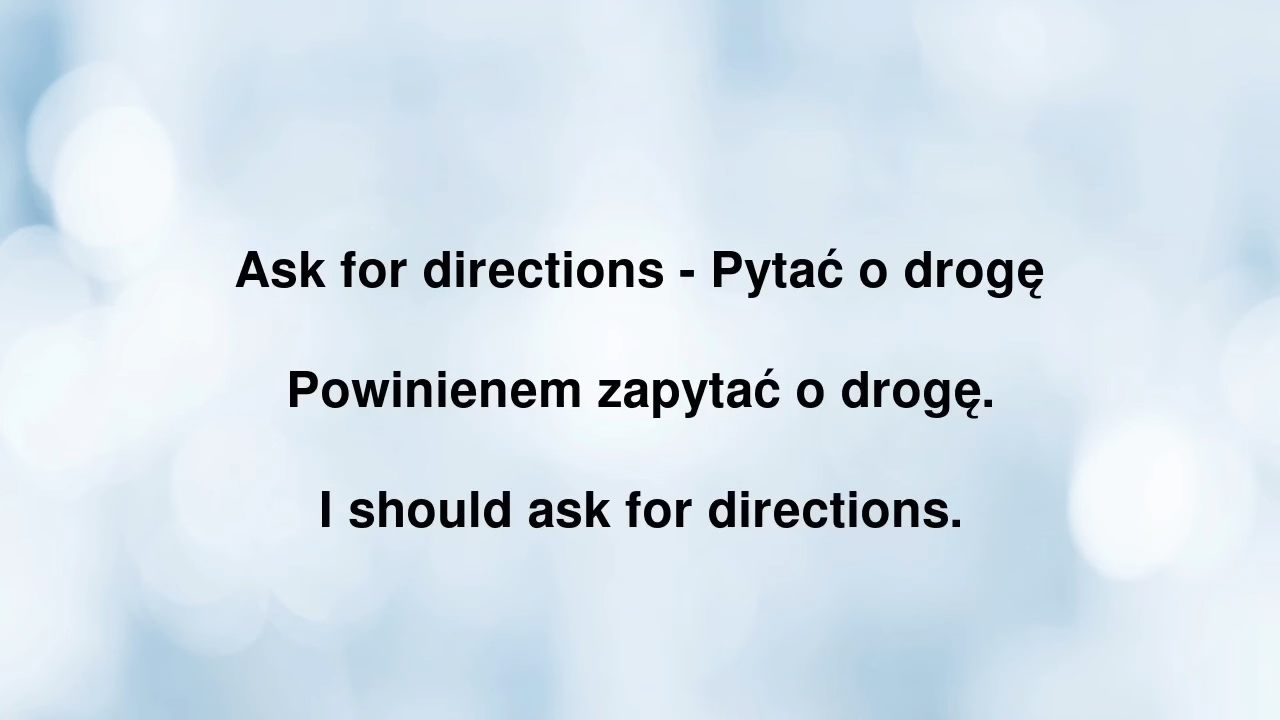 Ask for directions - Pytać o drogę
Powinienem zapytać o drogę.
I should ask for directions.